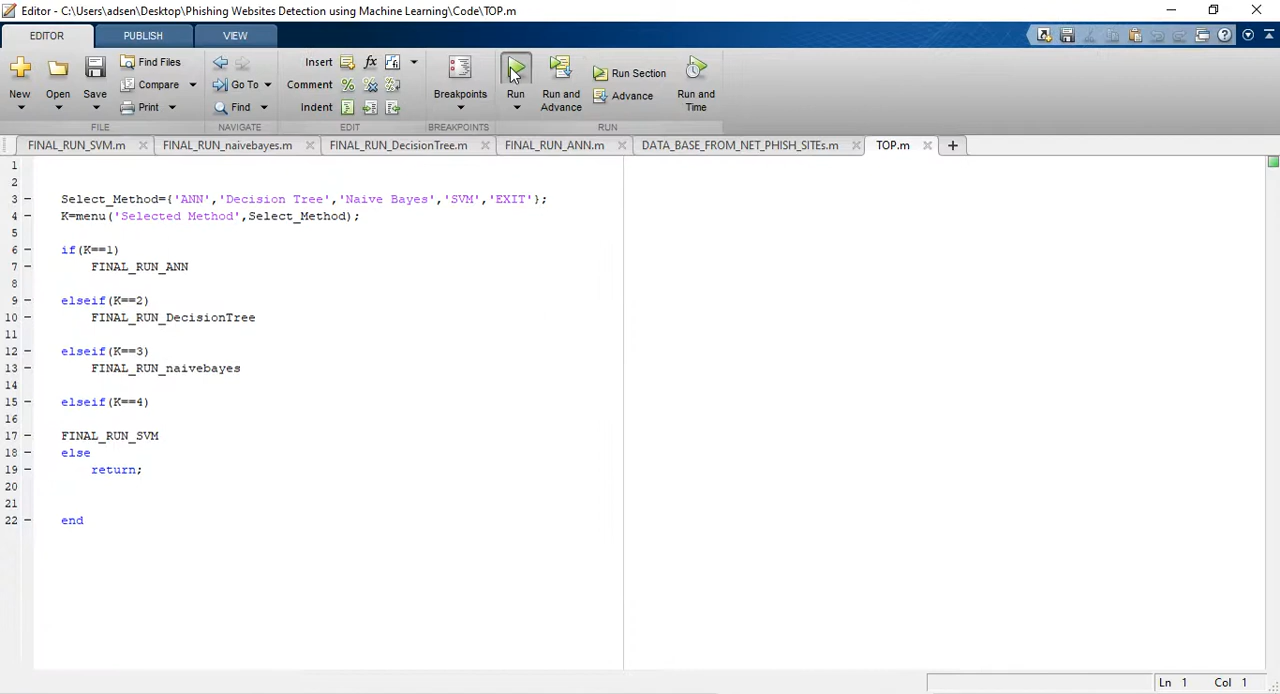 Editor - C:\Users\adsen\Desktop\Phishing Websites Detection using Machine Learning\Code\TOP.m
EDITOR PUBLISH VIEW
New Open Save Find Files Compare Print
Go To Find
Insert fx
Comment
Indent
Breakpoints Run Run and Advance Run Section Advance Run and Time
FILE NAVIGATE EDIT BREAKPOINTS RUN
FINAL_RUN_SVM.m FINAL_RUN_naivebayes.m FINAL_RUN_DecisionTree.m FINAL_RUN_ANN.m DATA_BASE_FROM_NET_PHISH_SITEs.m TOP.m
1
2
3 Select_Method={'ANN','Decision Tree','Naive Bayes','SVM','EXIT'};
4 K=menu('Selected Method',Select_Method);
5
6 if(K==1)
7 FINAL_RUN_ANN
8
9 elseif(K==2)
10 FINAL_RUN_DecisionTree
11
12 elseif(K==3)
13 FINAL_RUN_naivebayes
14
15 elseif(K==4)
16
17 FINAL_RUN_SVM
18 else
19 return;
20
21
22 end
Ln 1 Col 1